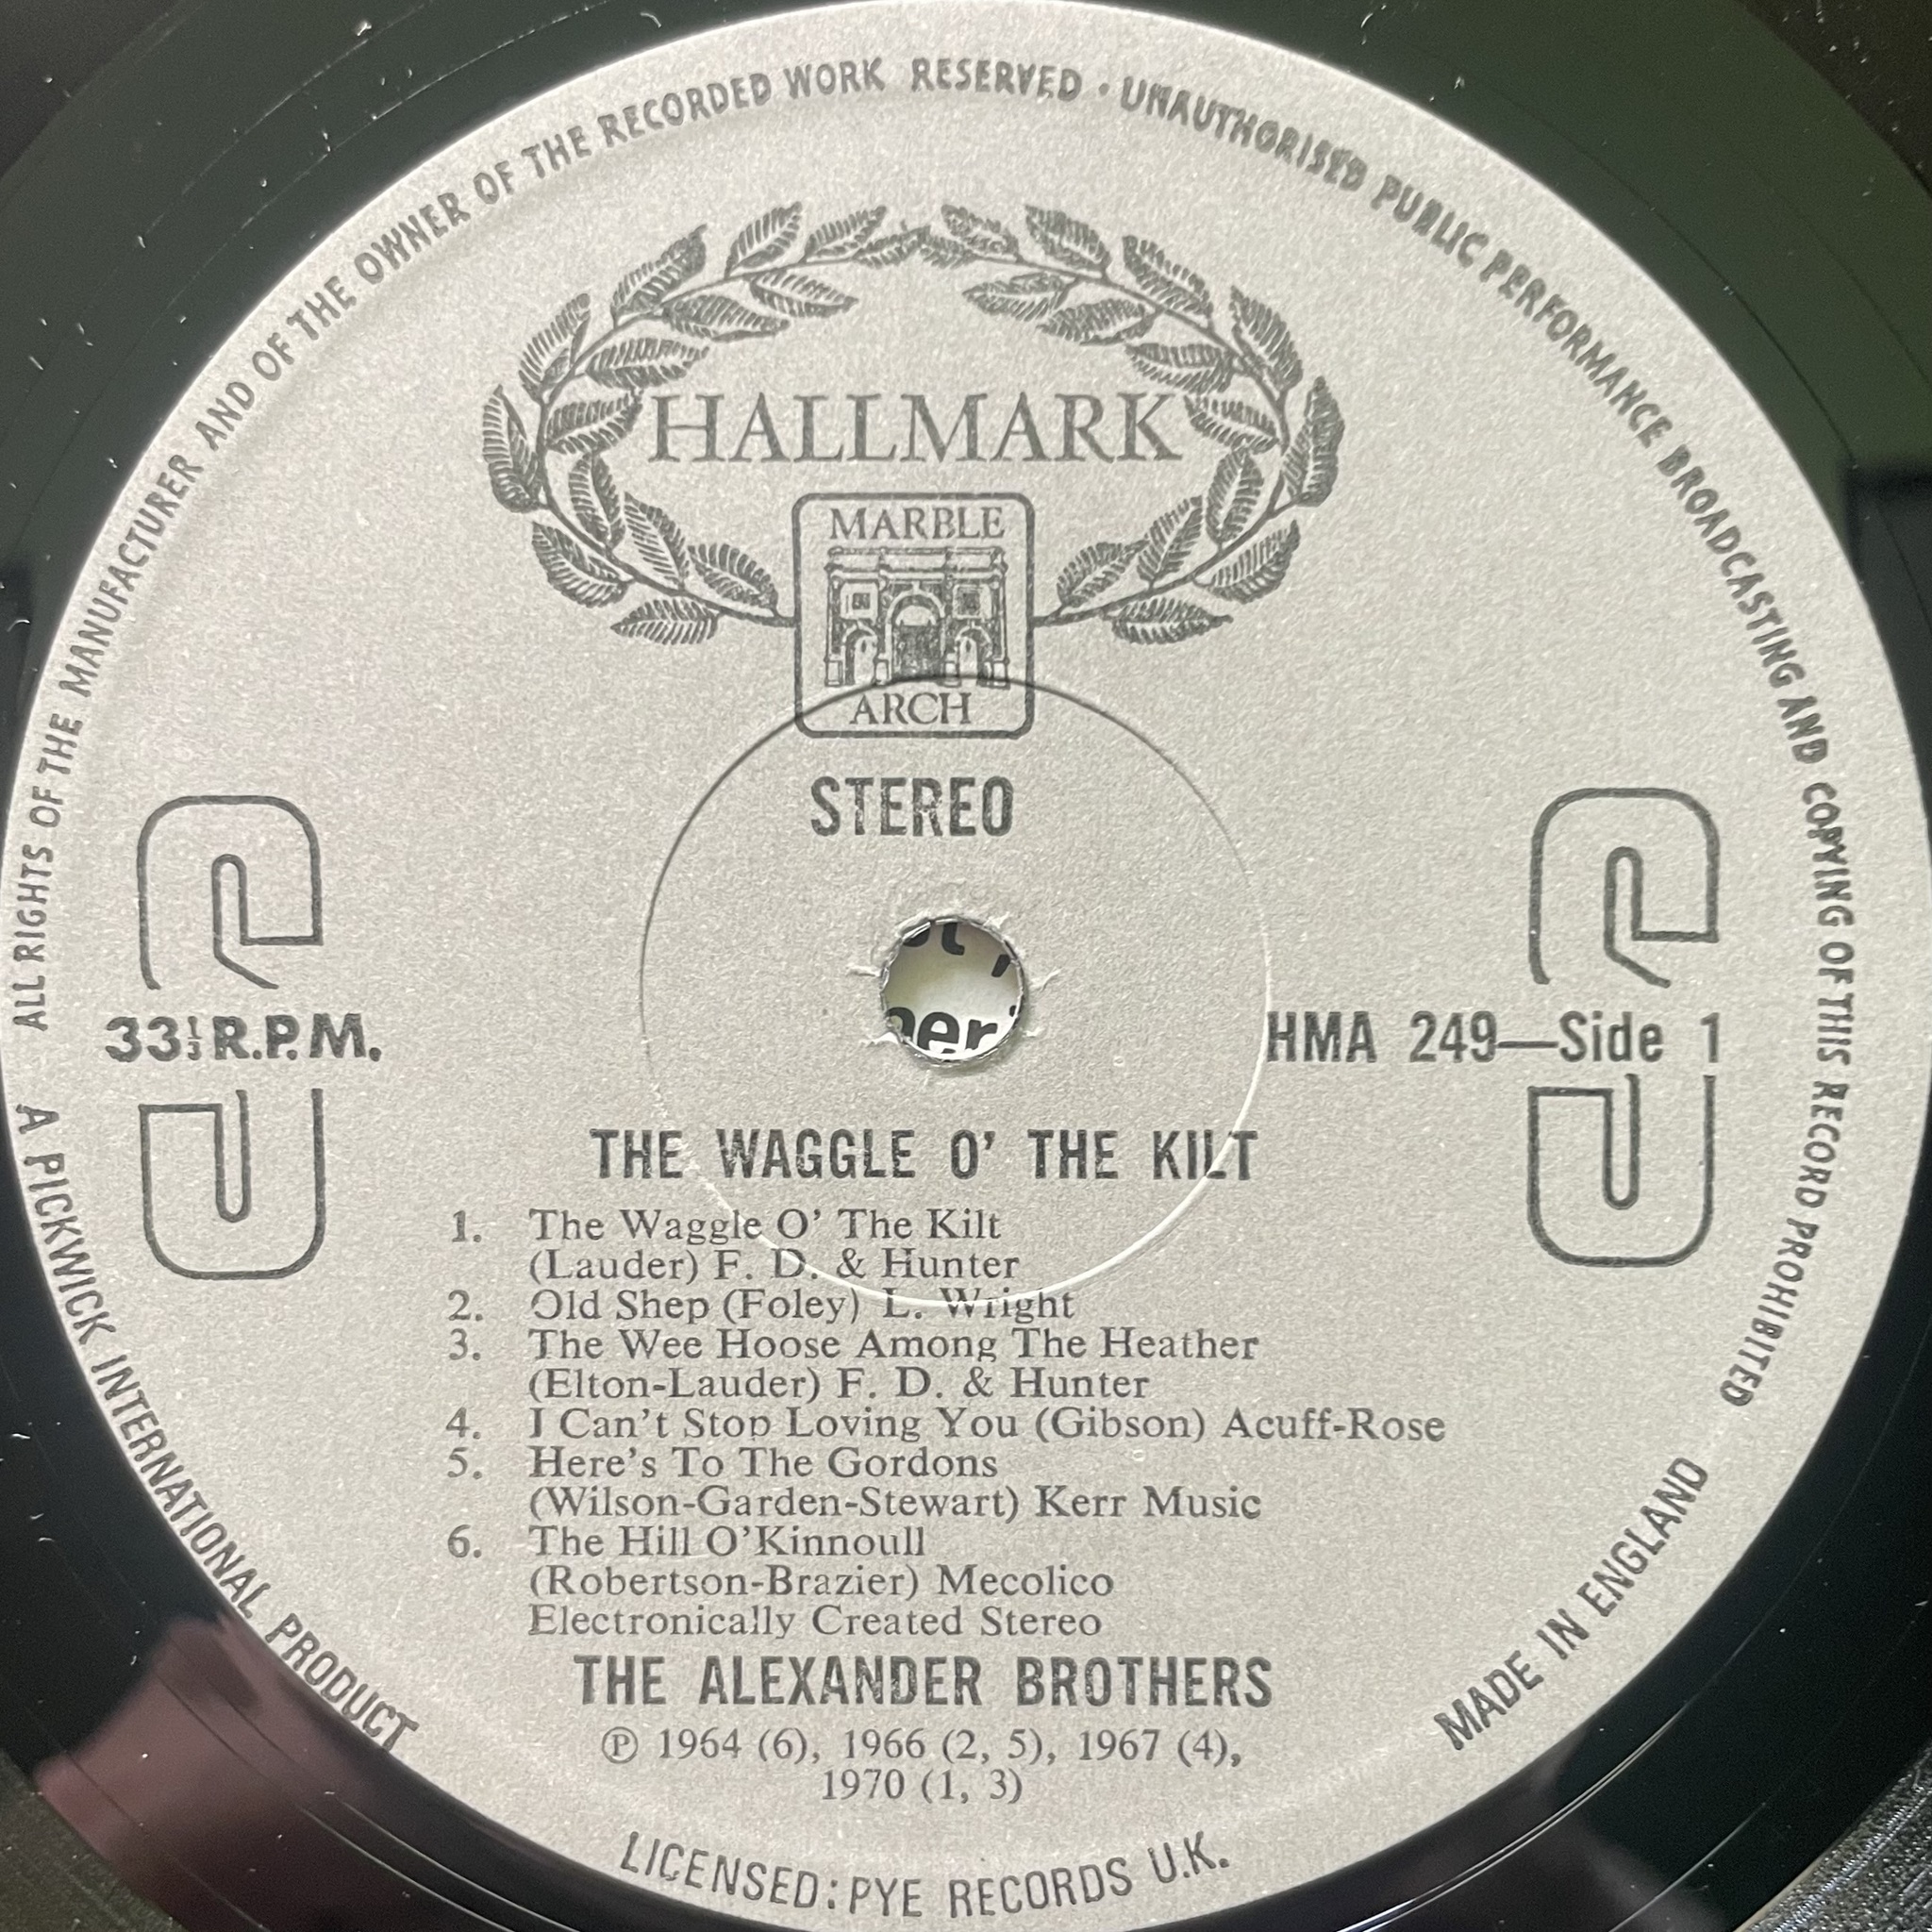 ALL RIGHTS OF THE MANUFACTURER AND OF THE OWNER OF THE RECORDED WORK RESERVED · UNAUTHORISED PUBLIC PERFORMANCE BROADCASTING AND COPYING OF THIS RECORD PROHIBITED
HALLMARK
MARBLE
ARCH
STEREO
33⅓ R.P.M.
HMA 249—Side 1
THE WAGGLE O' THE KILT
1. The Waggle O' The Kilt
(Lauder) F. D. & Hunter
2. Old Shep (Foley) L. Wright
3. The Wee Hoose Among The Heather
(Elton-Lauder) F. D. & Hunter
4. I Can't Stop Loving You (Gibson) Acuff-Rose
5. Here's To The Gordons
(Wilson-Garden-Stewart) Kerr Music
6. The Hill O'Kinnoull
(Robertson-Brazier) Mecolico
Electronically Created Stereo
THE ALEXANDER BROTHERS
Ⓟ 1964 (6), 1966 (2, 5), 1967 (4),
1970 (1, 3)
A PICKWICK INTERNATIONAL PRODUCT
LICENSED: PYE RECORDS U.K.
MADE IN ENGLAND